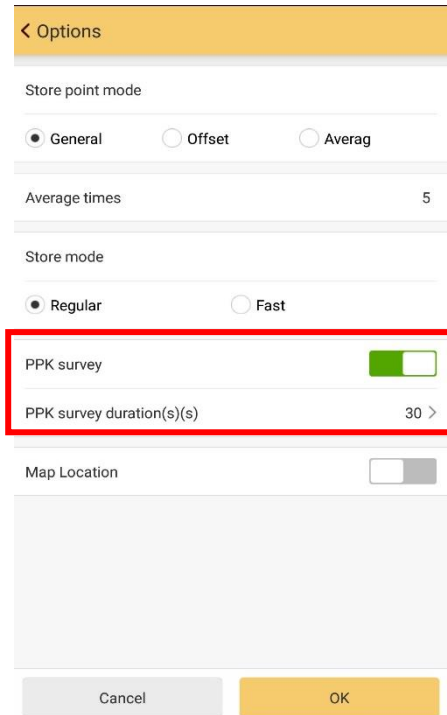 Options
Store point mode
General Offset Averag
Average times 5
Store mode
Regular Fast
PPK survey
PPK survey duration(s)(s) 30
Map Location
Cancel OK